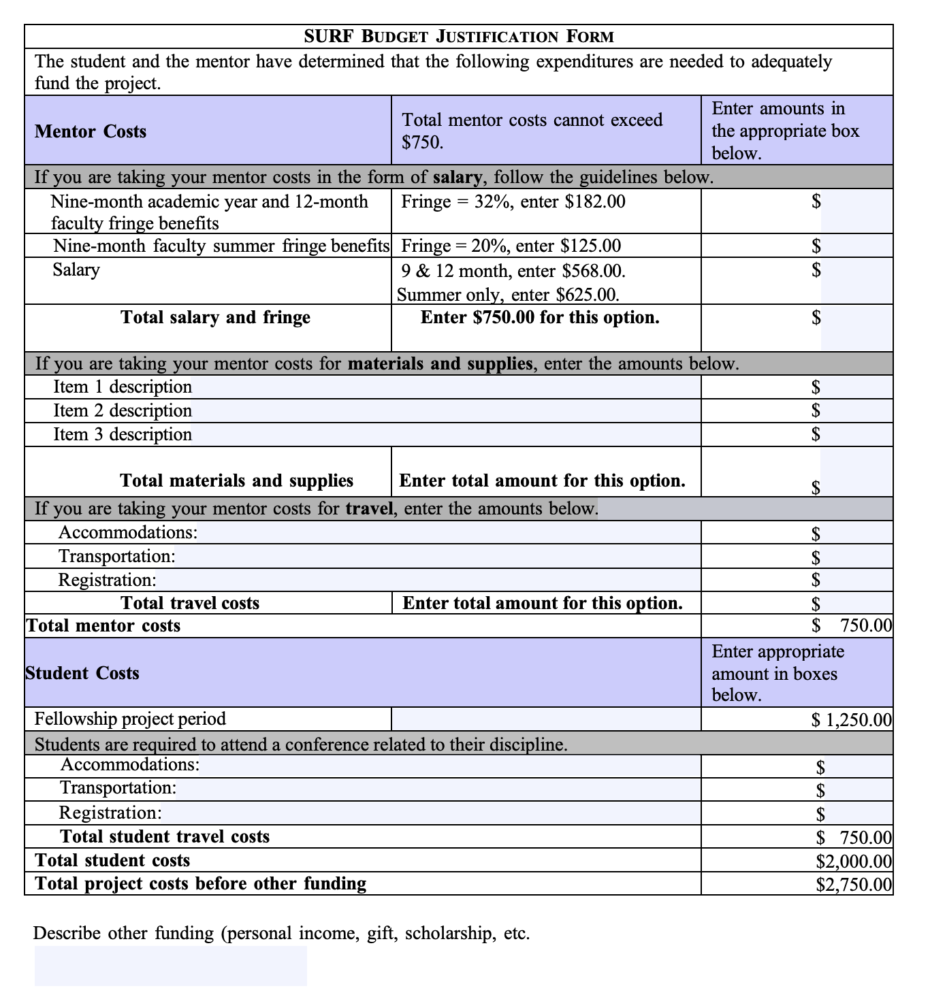 SURF BUDGET JUSTIFICATION FORM
The student and the mentor have determined that the following expenditures are needed to adequately
fund the project.
Mentor Costs
Total mentor costs cannot exceed
$750.
Enter amounts in
the appropriate box
below.
If you are taking your mentor costs in the form of salary, follow the guidelines below.
Nine-month academic year and 12-month
faculty fringe benefits
Fringe = 32%, enter $182.00
$
Nine-month faculty summer fringe benefits
Fringe = 20%, enter $125.00
$
Salary
9 & 12 month, enter $568.00.
Summer only, enter $625.00.
$
Total salary and fringe
Enter $750.00 for this option.
$
If you are taking your mentor costs for materials and supplies, enter the amounts below.
Item 1 description
$
Item 2 description
$
Item 3 description
$
Total materials and supplies
Enter total amount for this option.
$
If you are taking your mentor costs for travel, enter the amounts below.
Accommodations:
$
Transportation:
$
Registration:
$
Total travel costs
Enter total amount for this option.
$
Total mentor costs
$ 750.00
Student Costs
Enter appropriate
amount in boxes
below.
Fellowship project period
$ 1,250.00
Students are required to attend a conference related to their discipline.
Accommodations:
$
Transportation:
$
Registration:
$
Total student travel costs
$ 750.00
Total student costs
$2,000.00
Total project costs before other funding
$2,750.00
Describe other funding (personal income, gift, scholarship, etc.